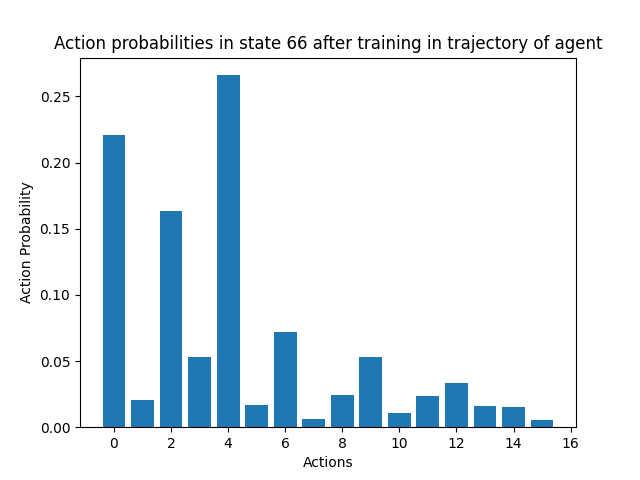 Action probabilities in state 66 after training in trajectory of agent
0.25
0.20
0.15
0.10
0.05
0.00
Action Probability
0 2 4 6 8 10 12 14 16
Actions